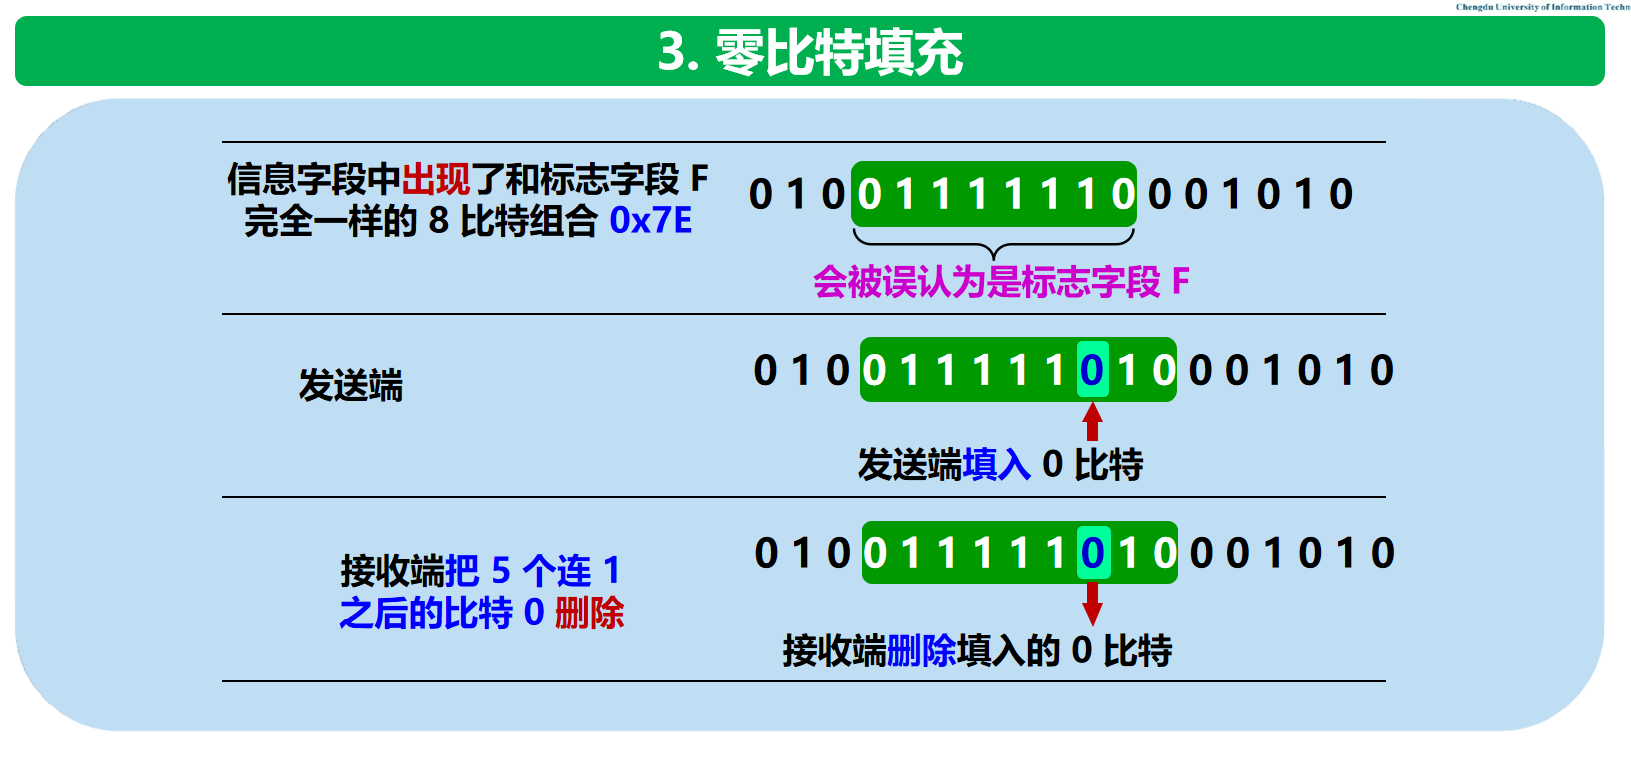 Chengdu University of Information Techn
3. 零比特填充
信息字段中出现了和标志字段 F
完全一样的 8 比特组合 0x7E
0 1 0 0 1 1 1 1 1 1 0 0 0 1 0 1 0
会被误认为是标志字段 F
发送端
0 1 0 0 1 1 1 1 1 0 1 0 0 0 1 0 1 0
发送端填入 0 比特
接收端把 5 个连 1
之后的比特 0 删除
0 1 0 0 1 1 1 1 1 0 1 0 0 0 1 0 1 0
接收端删除填入的 0 比特